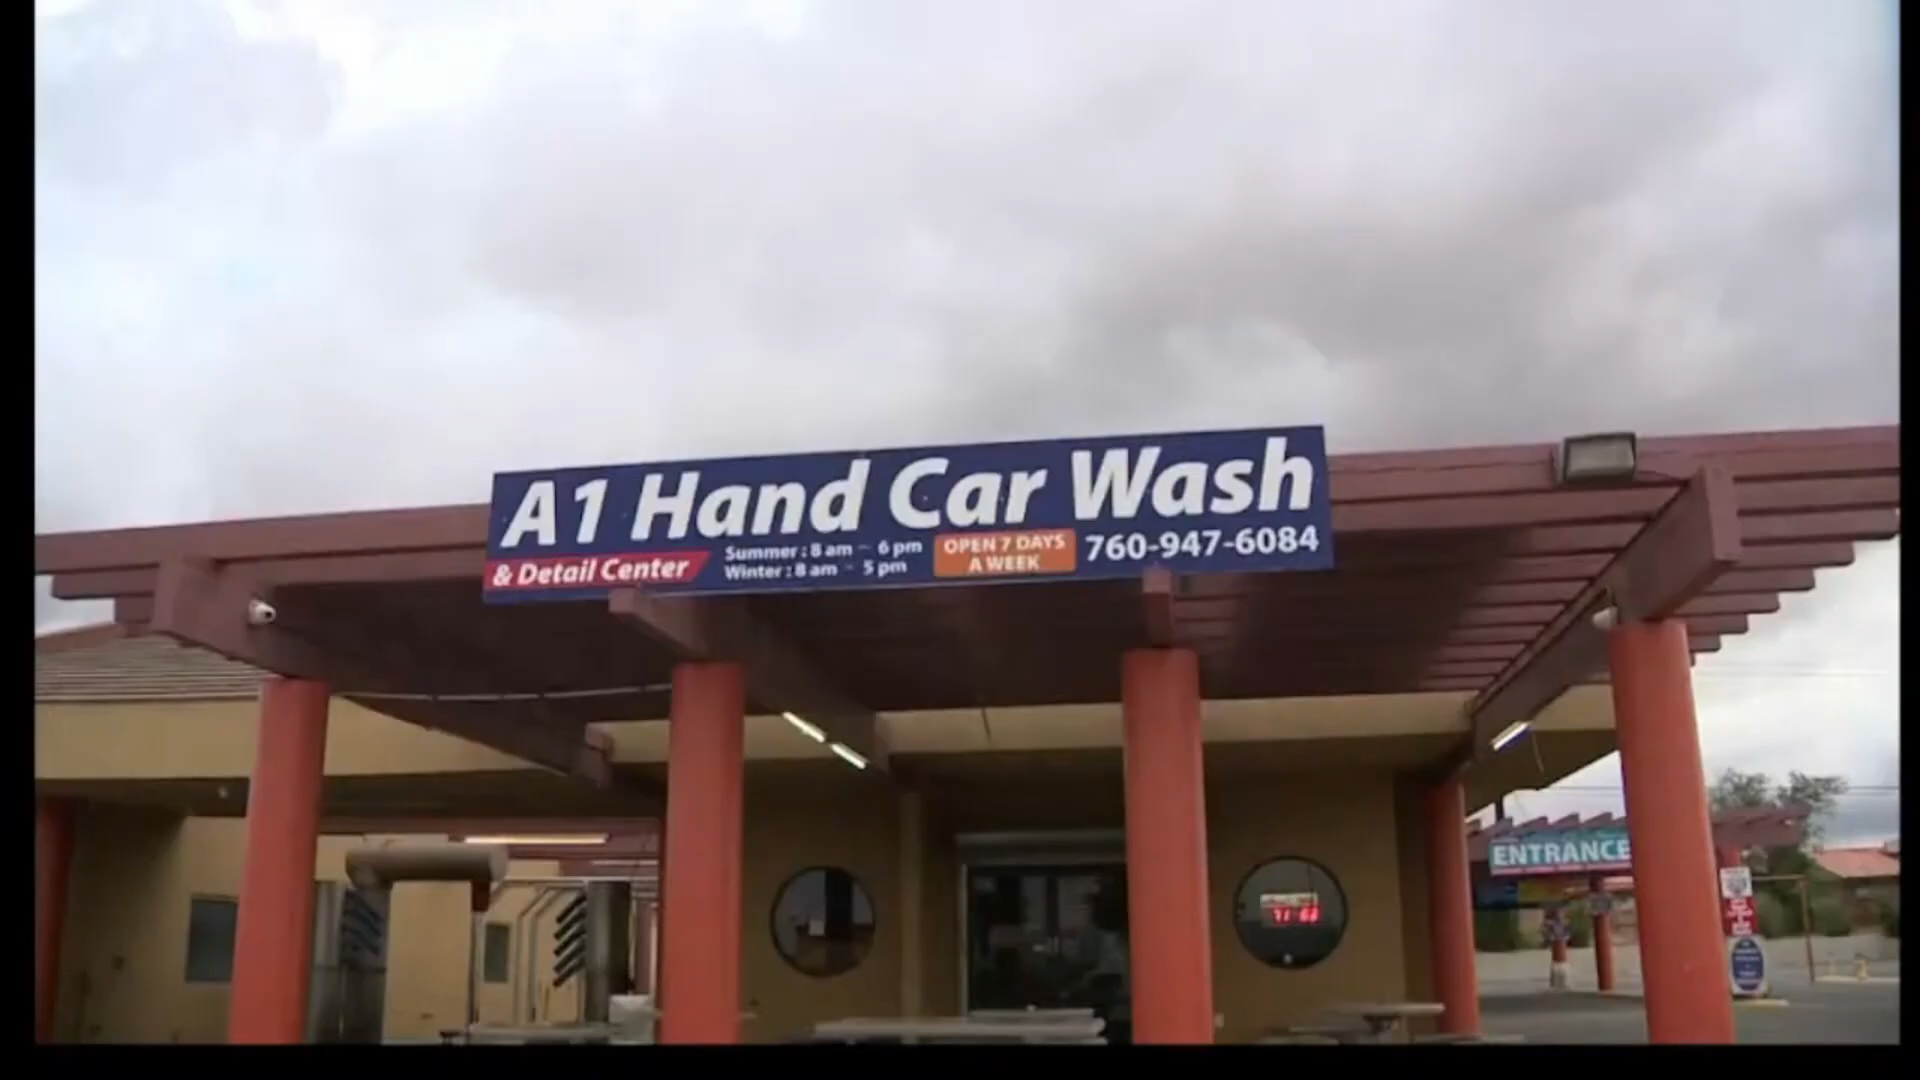 A1 Hand Car Wash
& Detail Center
Summer : 8 am - 6 pm
Winter : 8 am - 5 pm
OPEN 7 DAYS
A WEEK
760-947-6084
ENTRANCE